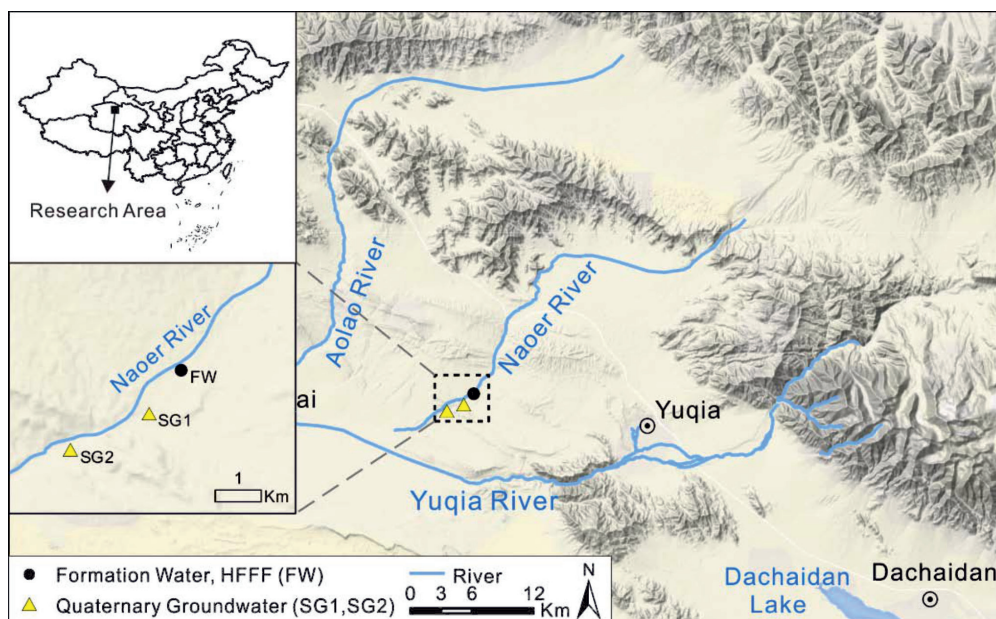 Research Area
Aolao River
Naoer River
Naoer River
FW
SG1
SG2
1
Km
ai
Yuqia
Yuqia River
Dachaidan
Lake
Dachaidan
Formation Water, HFFF (FW)
Quaternary Groundwater (SG1,SG2)
River
0 3 6 12
Km
N